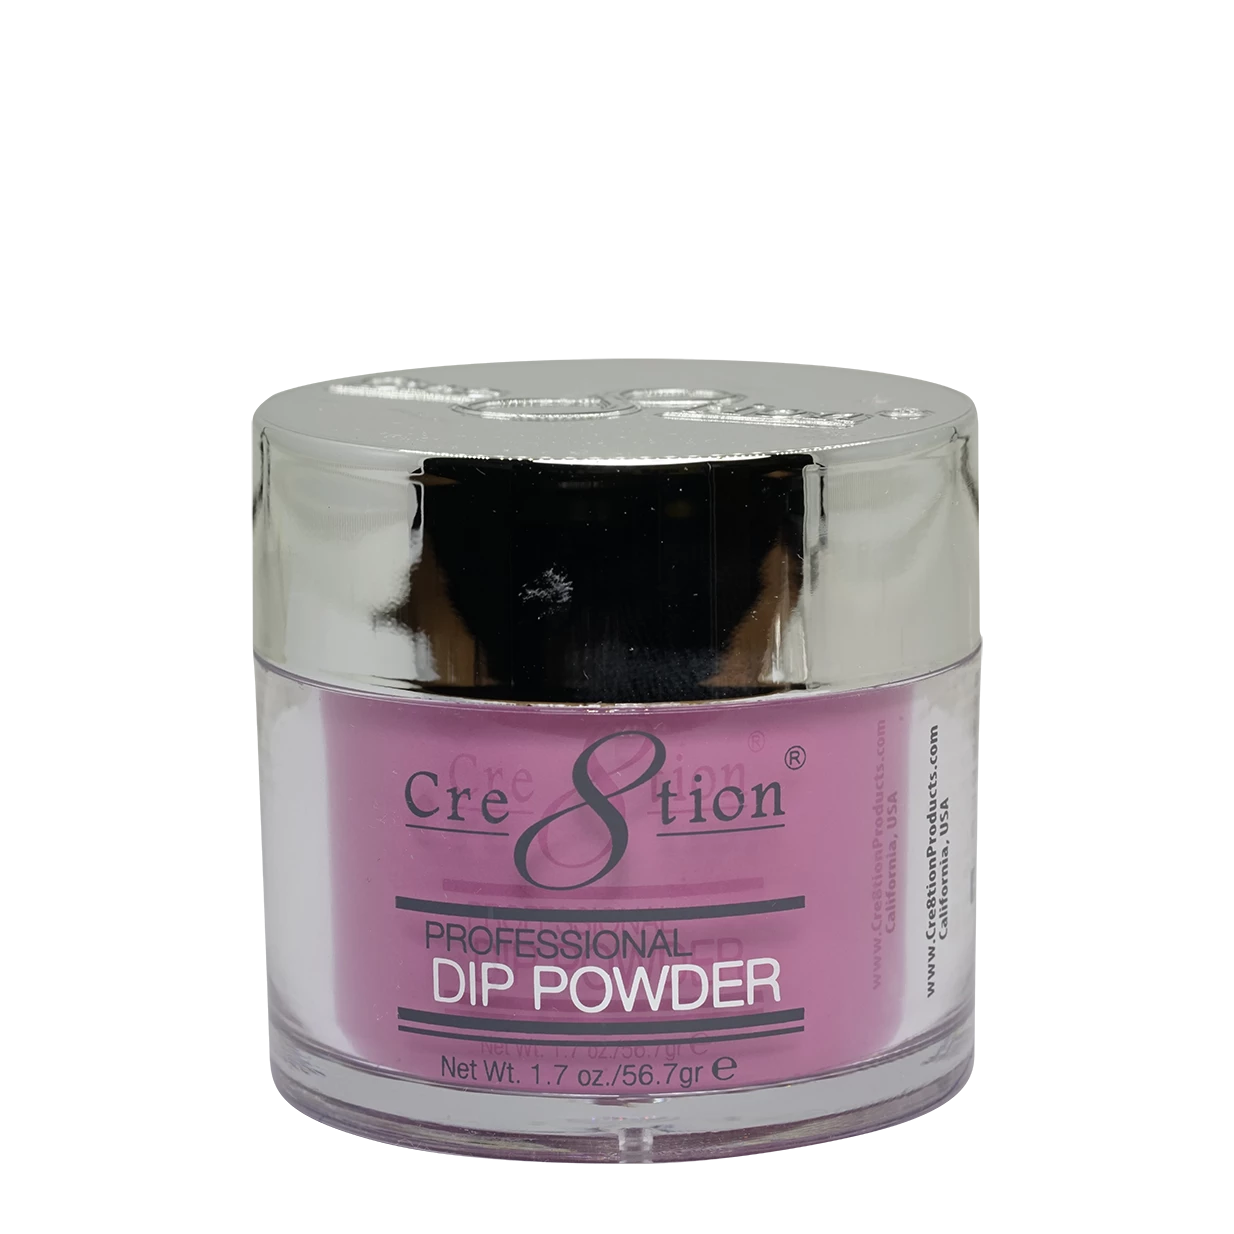 Cre8tion®
PROFESSIONAL
DIP POWDER
Net Wt. 1.7 oz./56.7gr e
www.Cre8tionProducts.com
California, USA